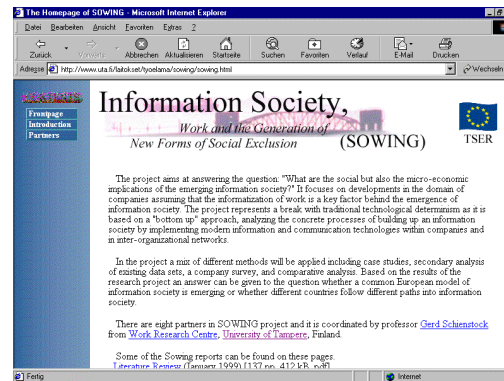 The Homepage of SOWING - Microsoft Internet Explorer
Datei Bearbeiten Ansicht Favoriten Extras ?
Zurück Vorwärts Abbrechen Aktualisieren Startseite Suchen Favoriten Verlauf E-Mail Drucken
Adresse http://www.uta.fi/laitokset/tyoelama/sowing/sowing.html Wechseln
Frontpage
Introduction
Partners
Information Society,
Work and the Generation of
New Forms of Social Exclusion (SOWING)
TSER
The project aims at answering the question: "What are the social but also the micro-economic
implications of the emerging information society?" It focuses on developments in the domain of
companies assuming that the informatization of work is a key factor behind the emergence of
information society. The project represents a break with traditional technological determinism as it is
based on a "bottom up" approach, analyzing the concrete processes of building up an information
society by implementing modern information and communication technologies within companies and
in inter-organizational networks.
In the project a mix of different methods will be applied including case studies, secondary analysis
of existing data sets, a company survey, and comparative analysis. Based on the results of the
research project an answer can be given to the question whether a common European model of
information society is emerging or whether different countries follow different paths into information
society.
There are eight partners in SOWING project and it is coordinated by professor Gerd Schienstock
from Work Research Centre, University of Tampere, Finland.
Some of the Sowing reports can be found on these pages.
Literature Review (January 1999) [137 pp, 412 kB, pdf]
Fertig Internet